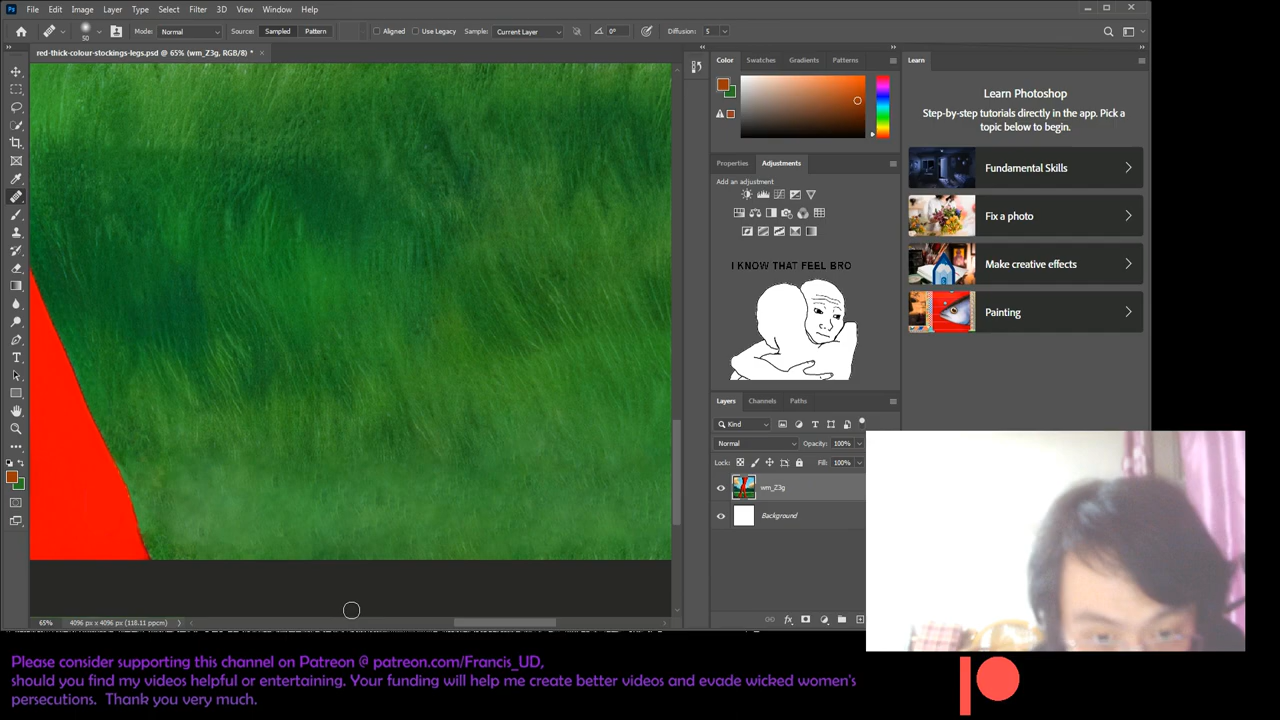 File Edit Image Layer Type Select Filter 3D View Window Help
50 Mode: Normal Source: Sampled Pattern Aligned Use Legacy Sample: Current Layer 0° Diffusion: 5
red-thick-colour-stockings-legs.psd @ 65% (wm_Z3g, RGB/8) *
Color Swatches Gradients Patterns
Properties Adjustments
Add an adjustment
I KNOW THAT FEEL BRO
Layers Channels Paths
Kind
Normal Opacity: 100%
Lock: Fill: 100%
wm_Z3g
Background
Learn
Learn Photoshop
Step-by-step tutorials directly in the app. Pick a
topic below to begin.
Fundamental Skills
Fix a photo
Make creative effects
Painting
65% 4096 px x 4096 px (118.11 ppcm)
Please consider supporting this channel on Patreon @ patreon.com/Francis_UD,
should you find my videos helpful or entertaining. Your funding will help me create better videos and evade wicked women's
persecutions. Thank you very much.